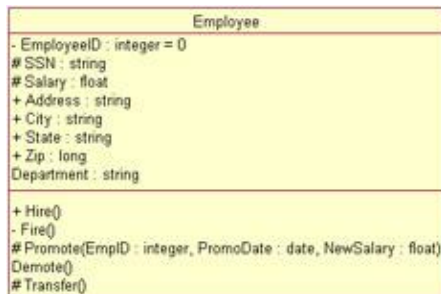 Employee
- EmployeeID : integer = 0
# SSN : string
# Salary : float
+ Address : string
+ City : string
+ State : string
+ Zip : long
Department : string
+ Hire()
- Fire()
# Promote(EmpID : integer, PromoDate : date, NewSalary : float)
Demote()
# Transfer()